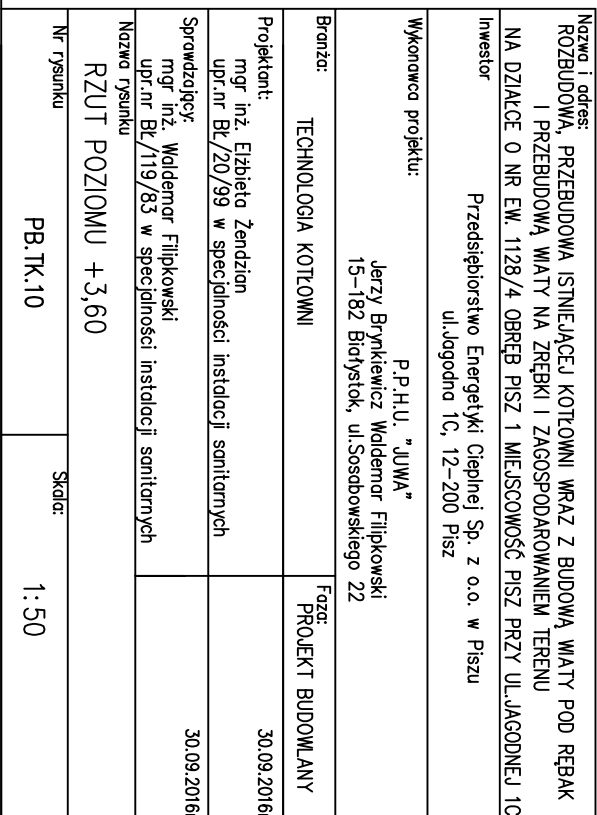 Nazwa i adres:
ROZBUDOWA, PRZEBUDOWA ISTNIEJĄCEJ KOTŁOWNI WRAZ Z BUDOWĄ WIATY POD RĘBAK
I PRZEBUDOWĄ WIATY NA ZRĘBKI I ZAGOSPODAROWANIEM TERENU
NA DZIAŁCE O NR EW. 1128/4 OBRĘB PISZ 1 MIEJSCOWOŚĆ PISZ PRZY UL.JAGODNEJ 1C
Inwestor
Przedsiębiorstwo Energetyki Cieplnej Sp. z o.o. w Piszu
ul.Jagodna 1C, 12-200 Pisz
Wykonawca projektu:
P.P.H.U. "JUWA"
Jerzy Brynkiewicz Waldemar Filipkowski
15-182 Białystok, ul.Sosabowskiego 22
Branża:
TECHNOLOGIA KOTŁOWNI
Faza:
PROJEKT BUDOWLANY
Projektant:
mgr inż. Elżbieta Żendzian
upr.nr BŁ/20/99 w specjalności instalacji sanitarnych
30.09.2016r
Sprawdzający:
mgr inż. Waldemar Filipkowski
upr.nr BŁ/119/83 w specjalności instalacji sanitarnych
30.09.2016r
Nazwa rysunku
RZUT POZIOMU +3,60
Nr rysunku
PB.TK.10
Skala:
1:50